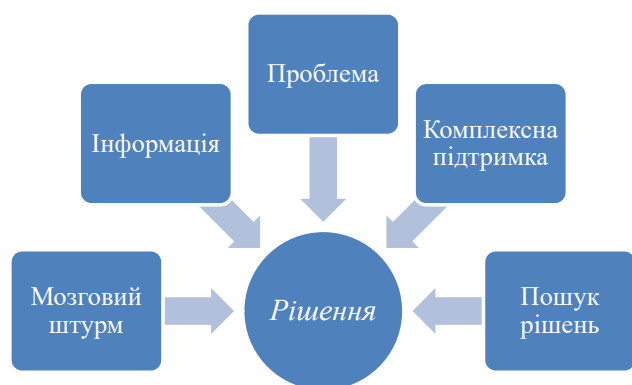 Проблема
Інформація
Комплексна
підтримка
Мозговий
штурм
Рішення
Пошук
рішень